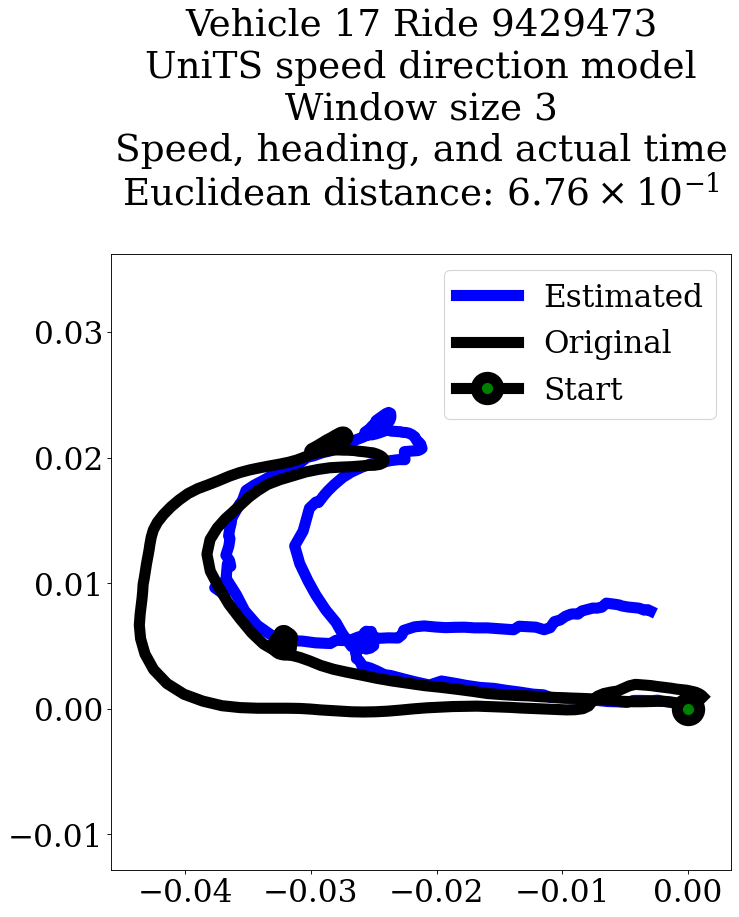 Vehicle 17 Ride 9429473
UniTS speed direction model
Window size 3
Speed, heading, and actual time
Euclidean distance: 6.76 × 10⁻¹
Estimated
Original
Start
0.03
0.02
0.01
0.00
−0.01
−0.04 −0.03 −0.02 −0.01 0.00